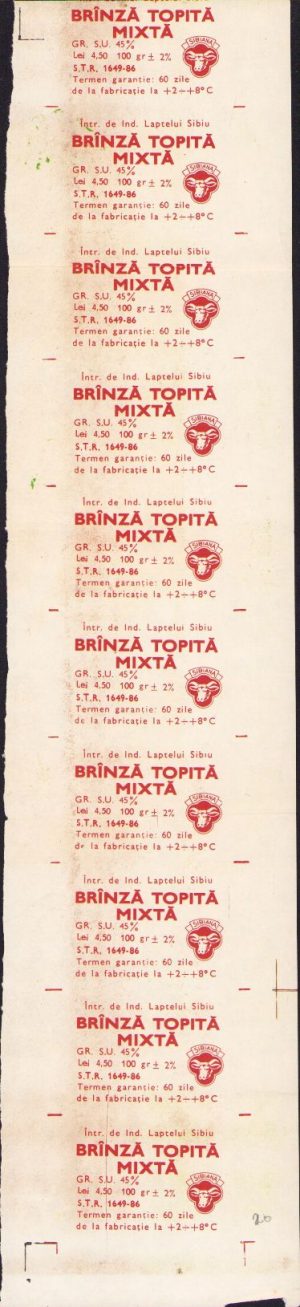 BRÎNZĂ TOPITĂ
MIXTĂ
GR. S.U. 45%
Lei 4,50 100 gr ± 2%
S.T.R. 1649-86
SIBIANA
Termen garanție: 60 zile
de la fabricație la +2÷+8°C
Într. de Ind. Laptelui Sibiu
BRÎNZĂ TOPITĂ
MIXTĂ
GR. S.U. 45%
Lei 4,50 100 gr ± 2%
S.T.R. 1649-86
SIBIANA
Termen garanție: 60 zile
de la fabricație la +2÷+8°C
Într. de Ind. Laptelui Sibiu
BRÎNZĂ TOPITĂ
MIXTĂ
GR. S.U. 45%
Lei 4,50 100 gr ± 2%
S.T.R. 1649-86
SIBIANA
Termen garanție: 60 zile
de la fabricație la +2÷+8°C
Într. de Ind. Laptelui Sibiu
BRÎNZĂ TOPITĂ
MIXTĂ
GR. S.U. 45%
Lei 4,50 100 gr ± 2%
S.T.R. 1649-86
SIBIANA
Termen garanție: 60 zile
de la fabricație la +2÷+8°C
Într. de Ind. Laptelui Sibiu
BRÎNZĂ TOPITĂ
MIXTĂ
GR. S.U. 45%
Lei 4,50 100 gr ± 2%
S.T.R. 1649-86
SIBIANA
Termen garanție: 60 zile
de la fabricație la +2÷+8°C
Într. de Ind. Laptelui Sibiu
BRÎNZĂ TOPITĂ
MIXTĂ
GR. S.U. 45%
Lei 4,50 100 gr ± 2%
S.T.R. 1649-86
SIBIANA
Termen garanție: 60 zile
de la fabricație la +2÷+8°C
Într. de Ind. Laptelui Sibiu
BRÎNZĂ TOPITĂ
MIXTĂ
GR. S.U. 45%
Lei 4,50 100 gr ± 2%
S.T.R. 1649-86
SIBIANA
Termen garanție: 60 zile
de la fabricație la +2÷+8°C
Într. de Ind. Laptelui Sibiu
BRÎNZĂ TOPITĂ
MIXTĂ
GR. S.U. 45%
Lei 4,50 100 gr ± 2%
S.T.R. 1649-86
SIBIANA
Termen garanție: 60 zile
de la fabricație la +2÷+8°C
Într. de Ind. Laptelui Sibiu
BRÎNZĂ TOPITĂ
MIXTĂ
GR. S.U. 45%
Lei 4,50 100 gr ± 2%
S.T.R. 1649-86
SIBIANA
Termen garanție: 60 zile
de la fabricație la +2÷+8°C
Într. de Ind. Laptelui Sibiu
BRÎNZĂ TOPITĂ
MIXTĂ
GR. S.U. 45%
Lei 4,50 100 gr ± 2%
S.T.R. 1649-86
SIBIANA
Termen garanție: 60 zile
de la fabricație la +2÷+8°C
20